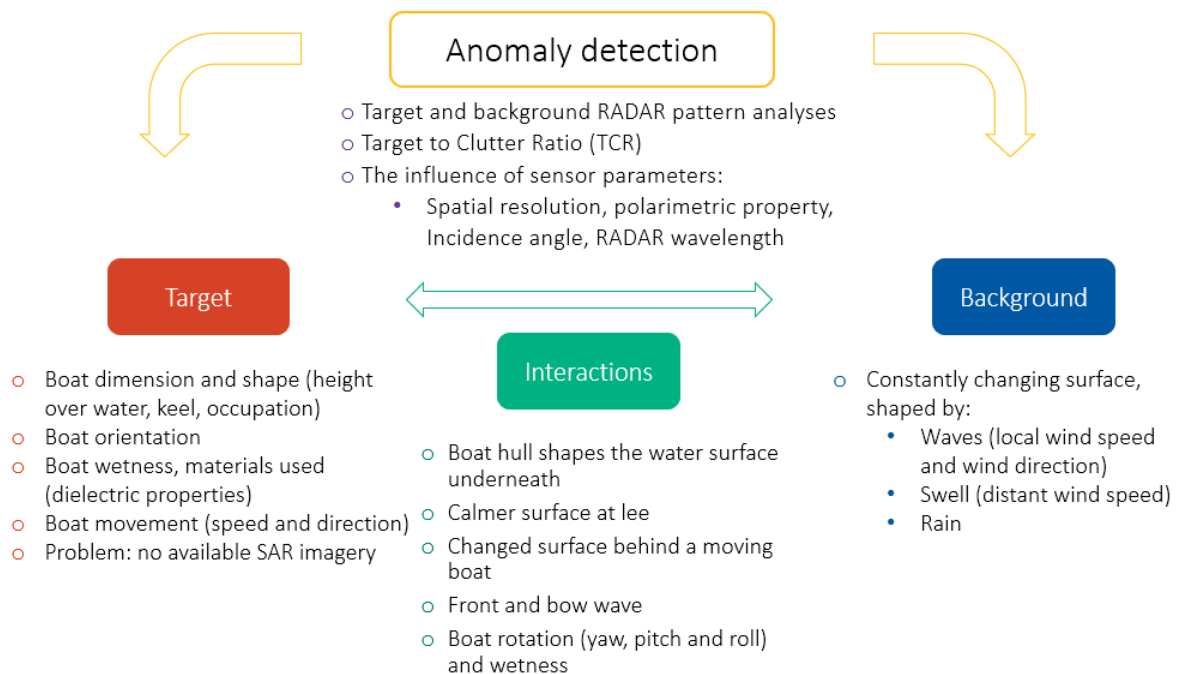 Anomaly detection
o Target and background RADAR pattern analyses
o Target to Clutter Ratio (TCR)
o The influence of sensor parameters:
• Spatial resolution, polarimetric property,
Incidence angle, RADAR wavelength
Target
o Boat dimension and shape (height
over water, keel, occupation)
o Boat orientation
o Boat wetness, materials used
(dielectric properties)
o Boat movement (speed and direction)
o Problem: no available SAR imagery
Interactions
o Boat hull shapes the water surface
underneath
o Calmer surface at lee
o Changed surface behind a moving
boat
o Front and bow wave
o Boat rotation (yaw, pitch and roll)
and wetness
Background
o Constantly changing surface,
shaped by:
• Waves (local wind speed
and wind direction)
• Swell (distant wind speed)
• Rain